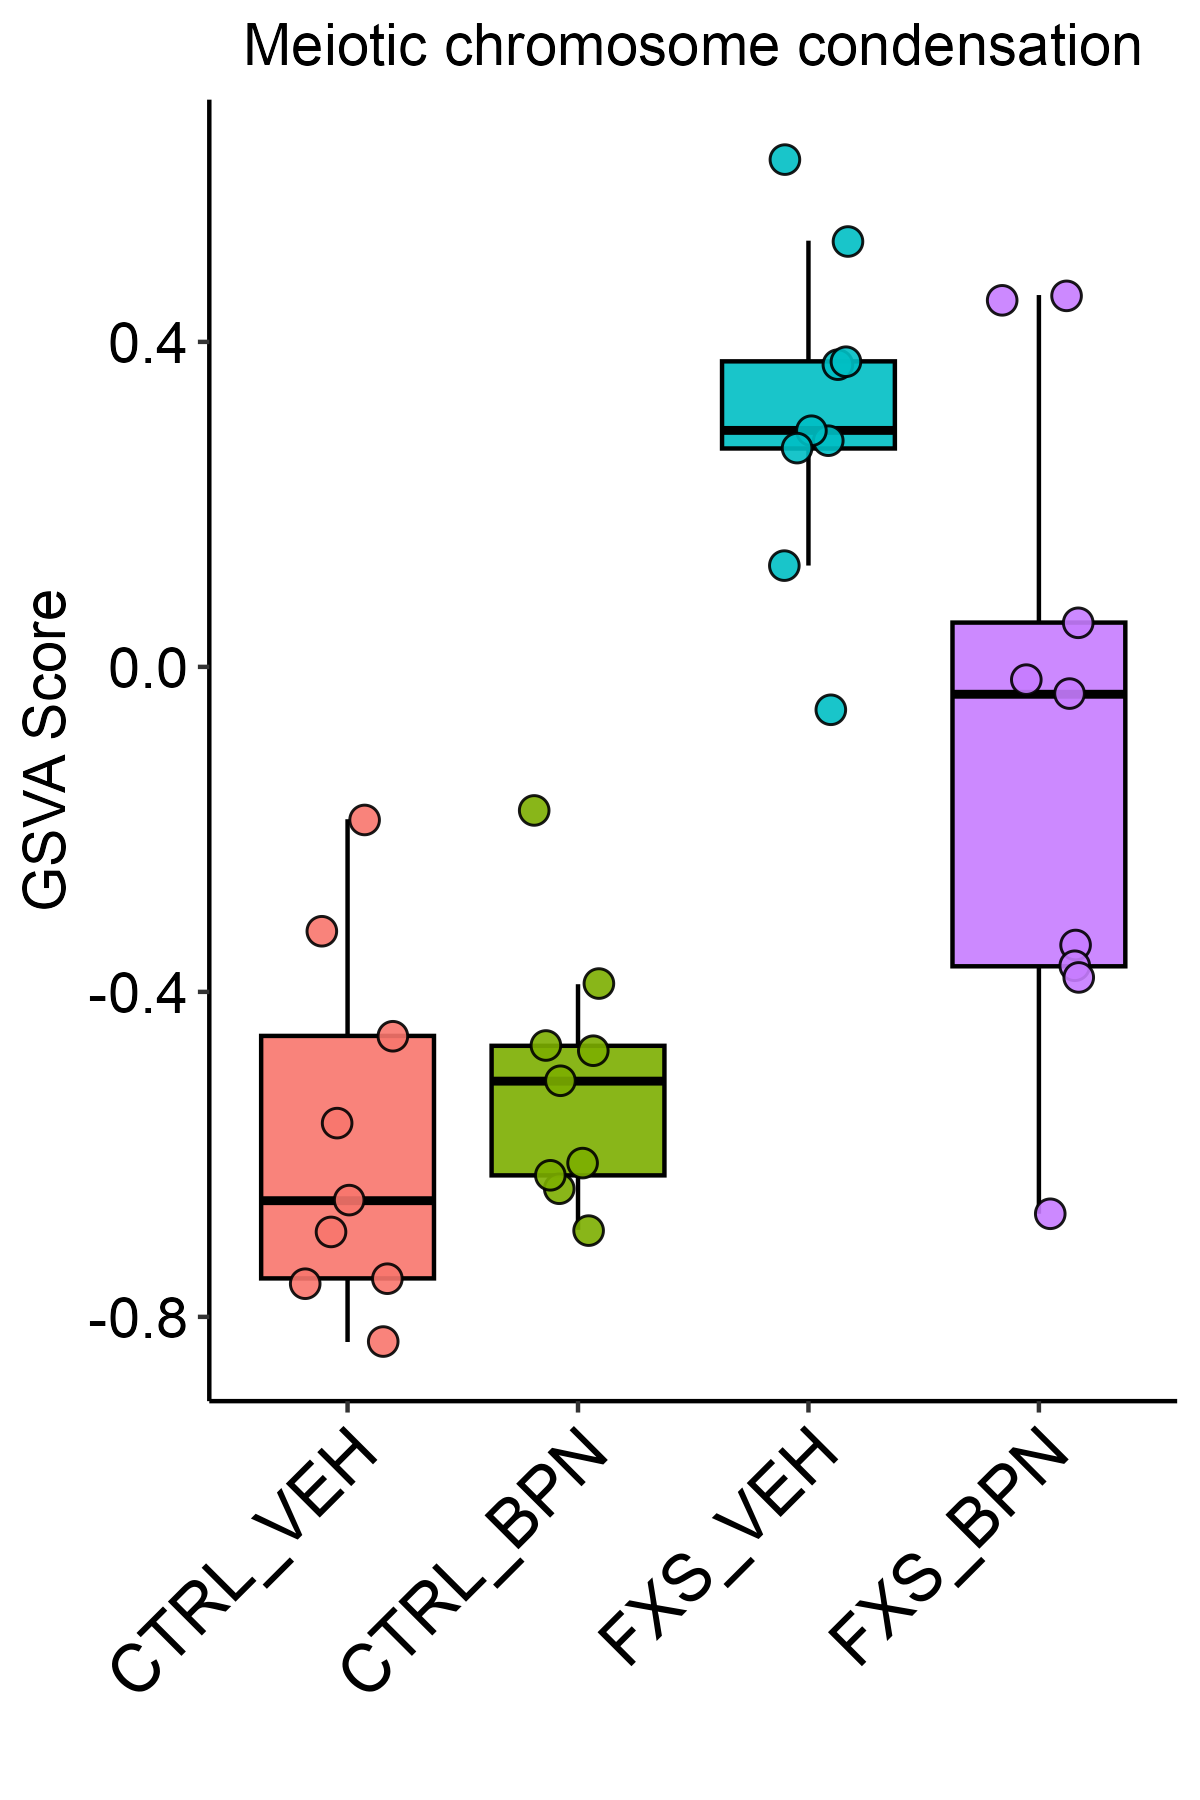 Meiotic chromosome condensation
GSVA Score
0.4
0.0
-0.4
-0.8
CTRL_VEH
CTRL_BPN
FXS_VEH
FXS_BPN